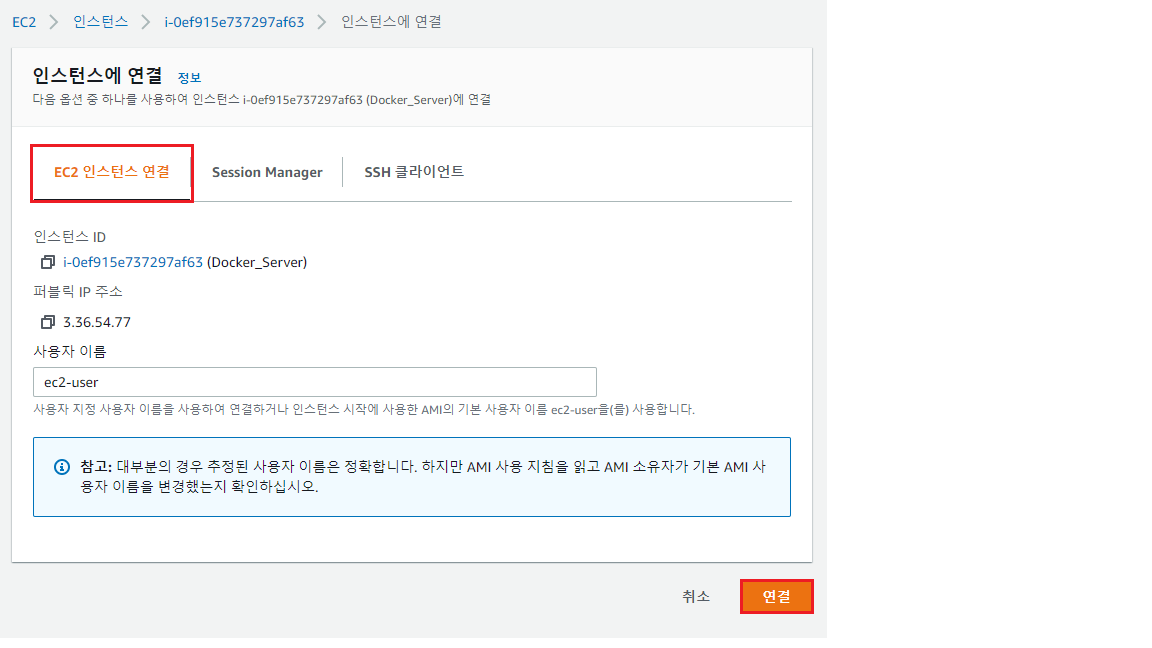 EC2 인스턴스 i-0ef915e737297af63 인스턴스에 연결
인스턴스에 연결 정보
다음 옵션 중 하나를 사용하여 인스턴스 i-0ef915e737297af63 (Docker_Server)에 연결
EC2 인스턴스 연결 Session Manager SSH 클라이언트
인스턴스 ID
i-0ef915e737297af63 (Docker_Server)
퍼블릭 IP 주소
3.36.54.77
사용자 이름
ec2-user
사용자 지정 사용자 이름을 사용하여 연결하거나 인스턴스 시작에 사용한 AMI의 기본 사용자 이름 ec2-user을(를) 사용합니다.
참고: 대부분의 경우 추정된 사용자 이름은 정확합니다. 하지만 AMI 사용 지침을 읽고 AMI 소유자가 기본 AMI 사
용자 이름을 변경했는지 확인하십시오.
취소 연결